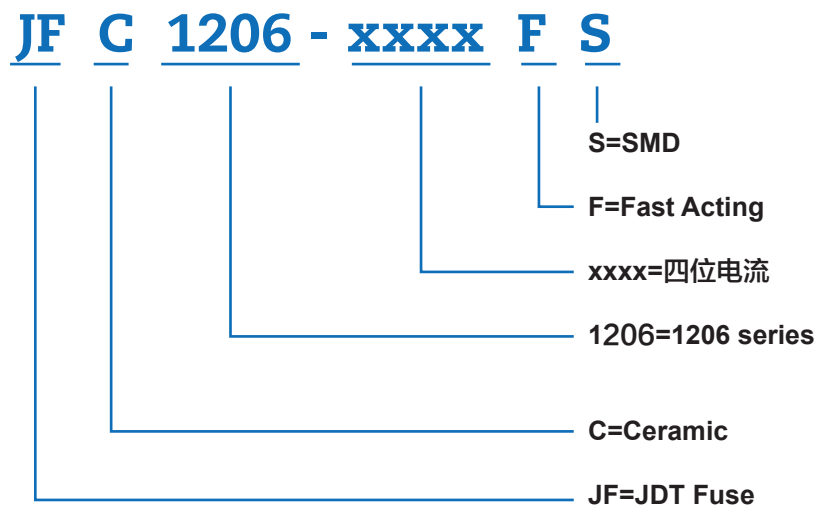 JF C 1206 - xxxx F S
S=SMD
F=Fast Acting
xxxx=四位电流
1206=1206 series
C=Ceramic
JF=JDT Fuse